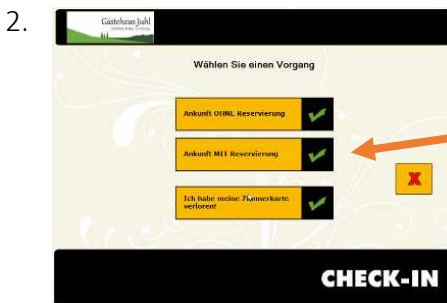 2.
Gästehaus Juhl
Wählen Sie einen Vorgang
Ankunft OHNE Reservierung
Ankunft MIT Reservierung
Ich habe meine Zimmerkarte
verloren!
X
CHECK-IN